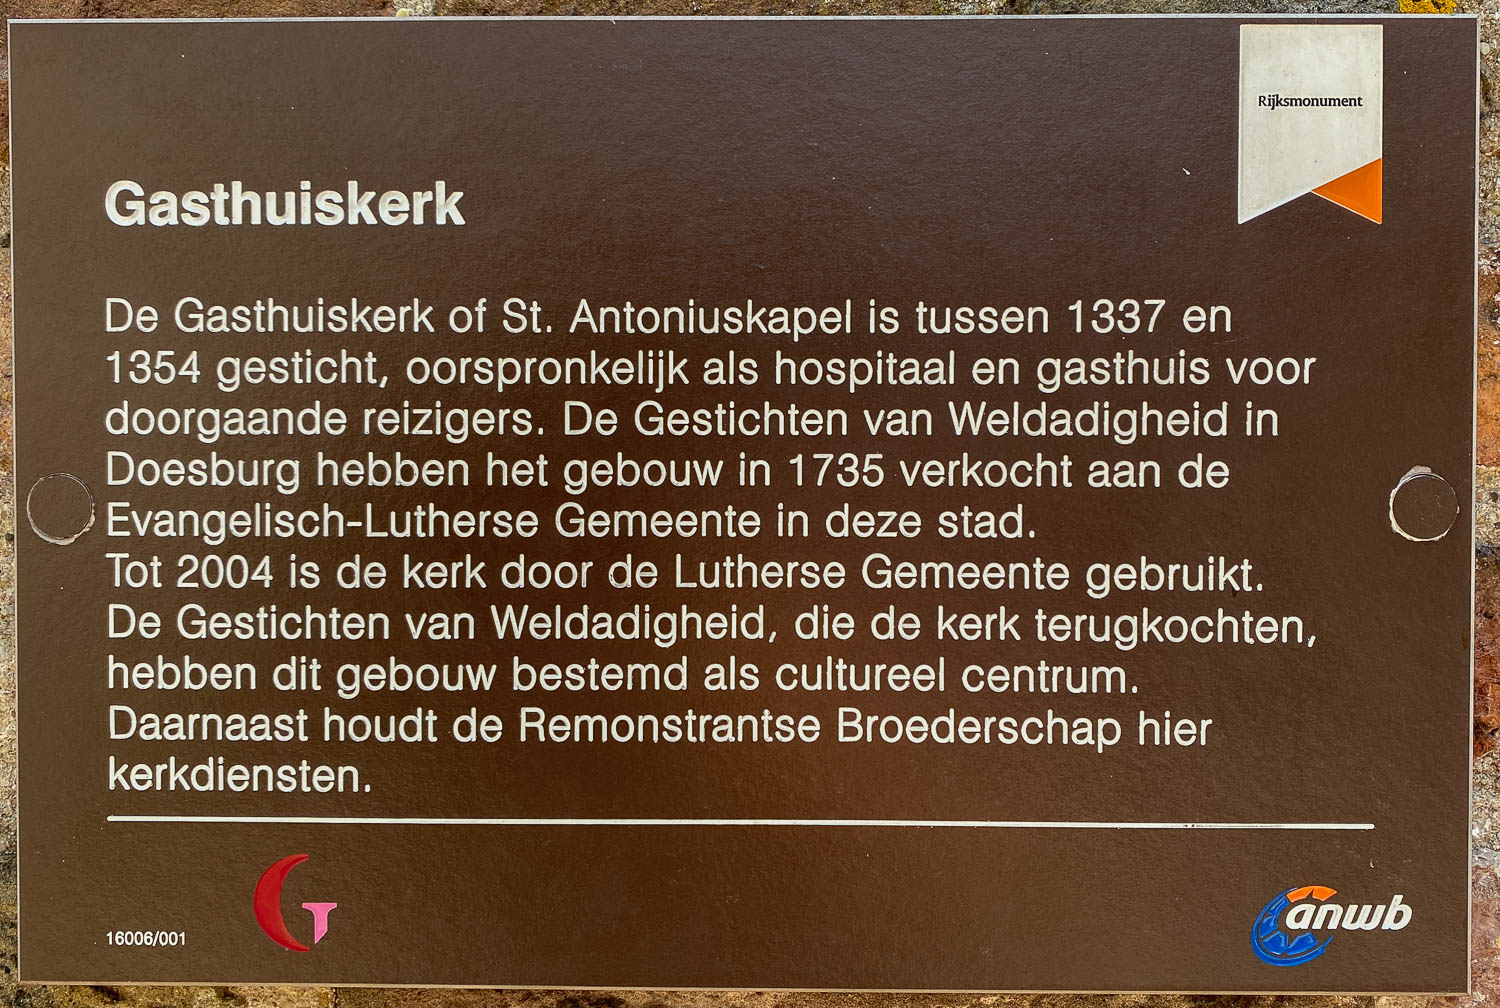 Rijksmonument
Gasthuiskerk
De Gasthuiskerk of St. Antoniuskapel is tussen 1337 en
1354 gesticht, oorspronkelijk als hospitaal en gasthuis voor
doorgaande reizigers. De Gestichten van Weldadigheid in
Doesburg hebben het gebouw in 1735 verkocht aan de
Evangelisch-Lutherse Gemeente in deze stad.
Tot 2004 is de kerk door de Lutherse Gemeente gebruikt.
De Gestichten van Weldadigheid, die de kerk terugkochten,
hebben dit gebouw bestemd als cultureel centrum.
Daarnaast houdt de Remonstrantse Broederschap hier
kerkdiensten.
16006/001
GT
anwb